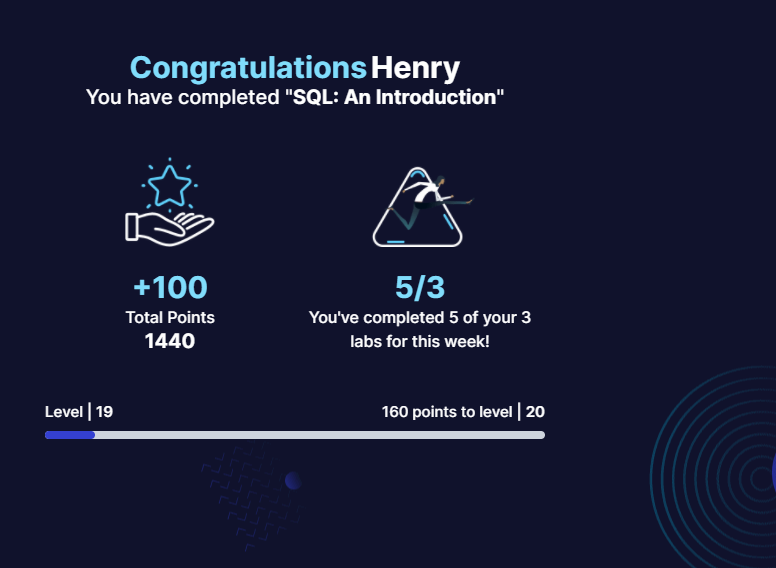 Congratulations Henry
You have completed "SQL: An Introduction"
+100
Total Points
1440
5/3
You've completed 5 of your 3
labs for this week!
Level | 19
160 points to level | 20